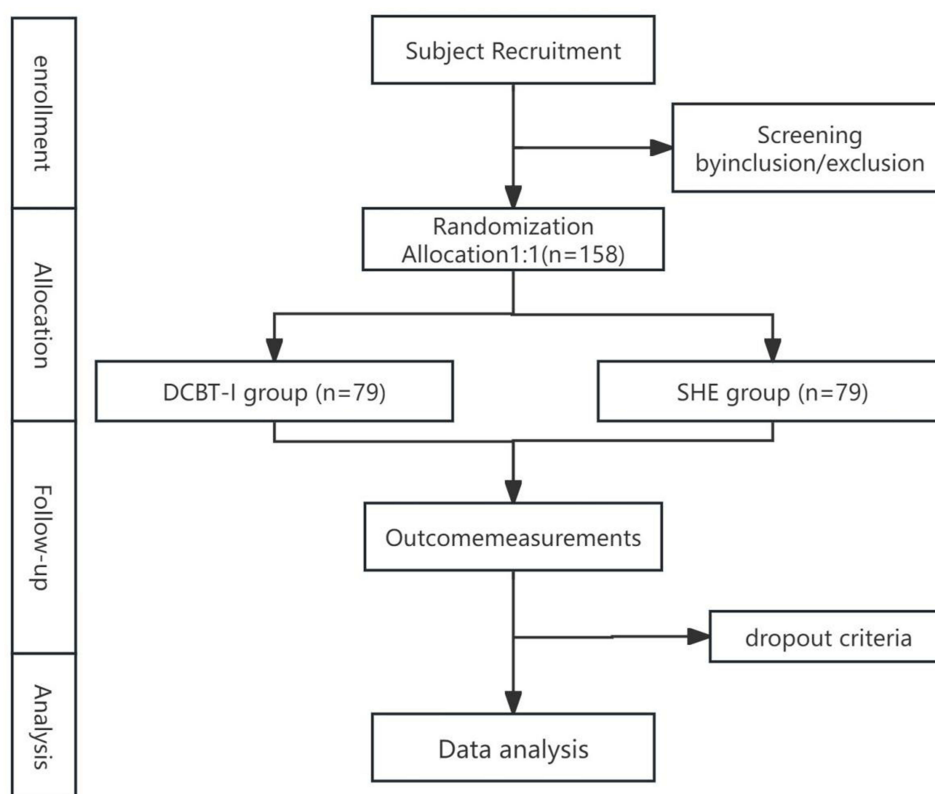 enrollment
Subject Recruitment
Screening
byinclusion/exclusion
Randomization
Allocation1:1(n=158)
Allocation
DCBT-I group (n=79)
SHE group (n=79)
Follow-up
Outcomemeasurements
dropout criteria
Analysis
Data analysis